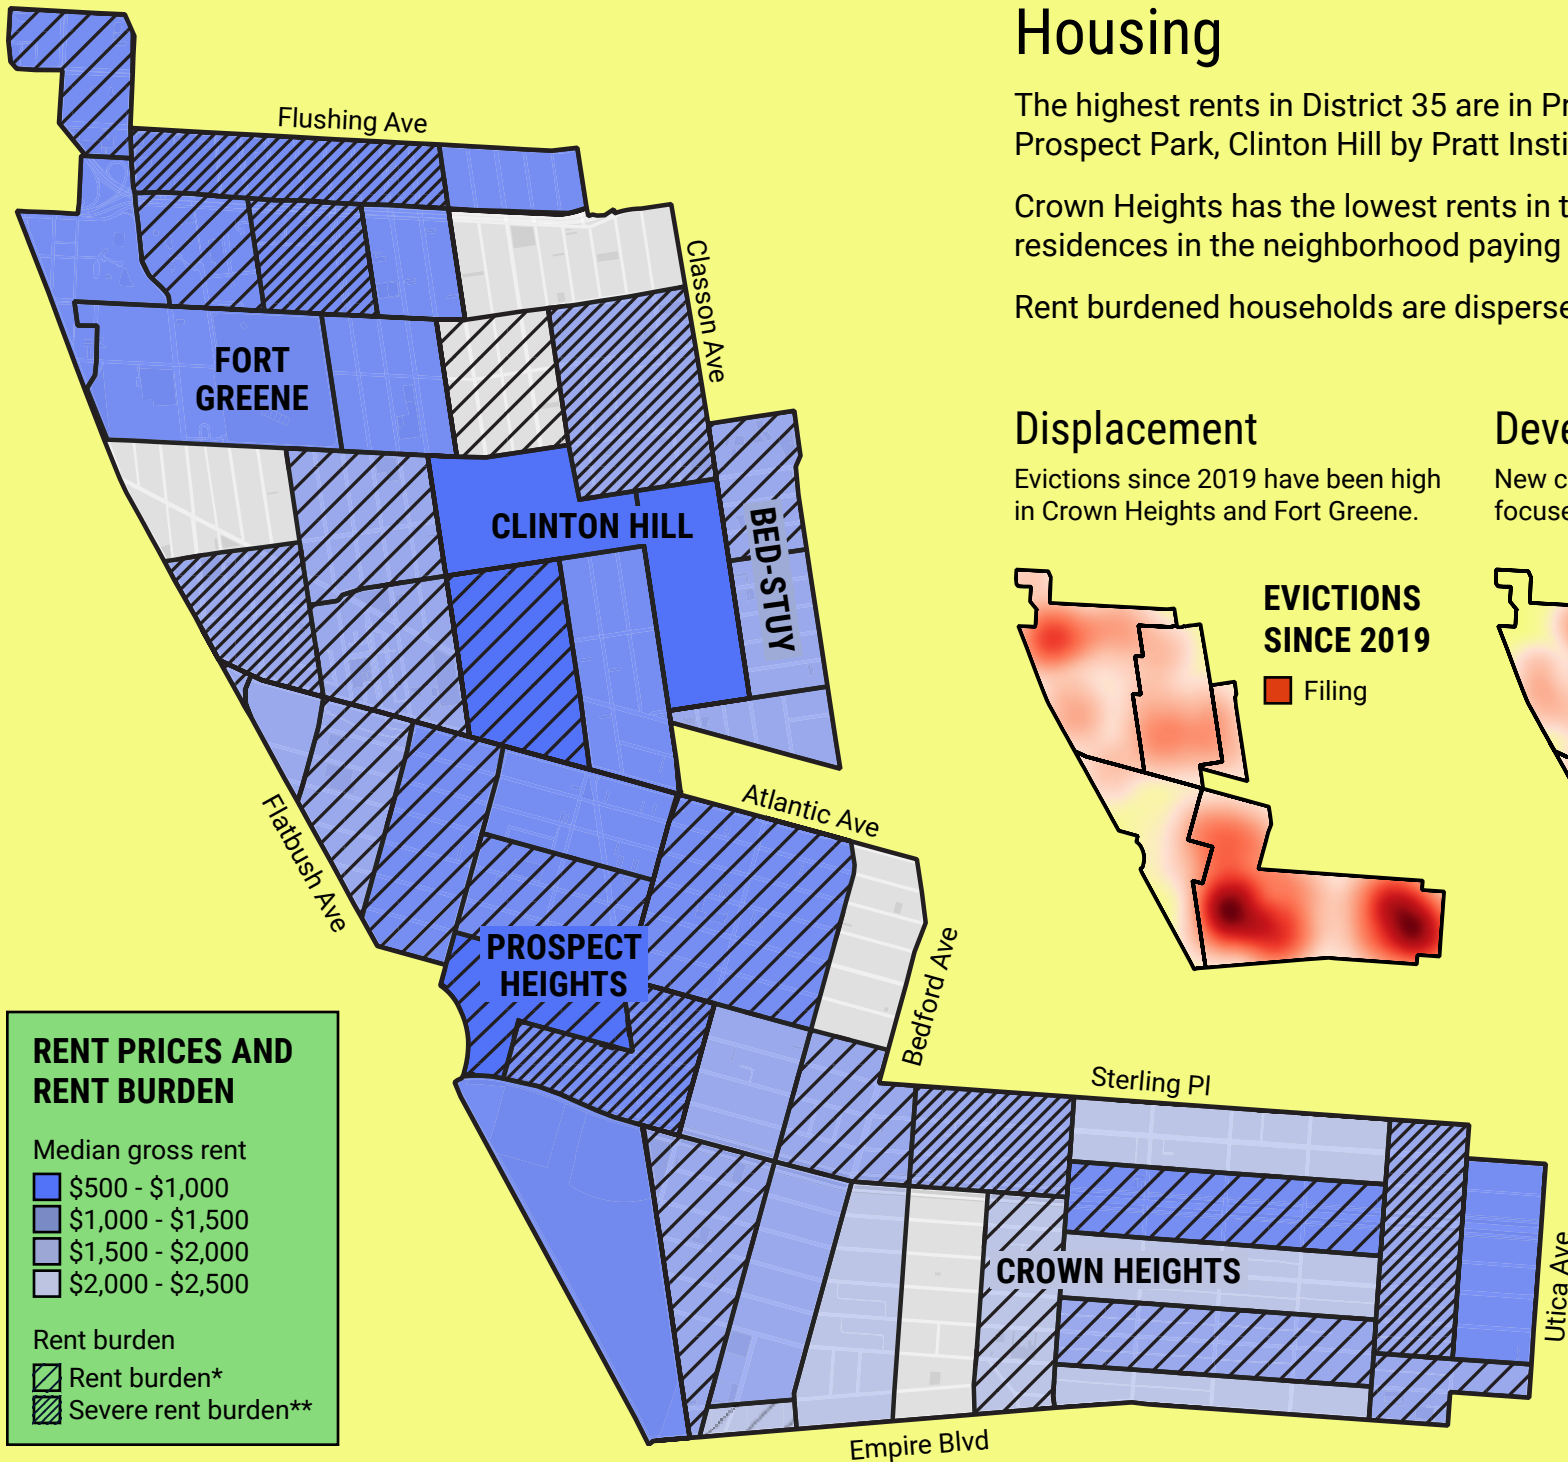 Housing
The highest rents in District 35 are in Pr
Prospect Park, Clinton Hill by Pratt Insti
Crown Heights has the lowest rents in t
residences in the neighborhood paying
Rent burdened households are disperse
Displacement
Evictions since 2019 have been high
in Crown Heights and Fort Greene.
Deve
New c
focuse
EVICTIONS
SINCE 2019
Filing
Flushing Ave
Classon Ave
FORT
GREENE
CLINTON HILL
BED-STUY
Atlantic Ave
Flatbush Ave
PROSPECT
HEIGHTS
Bedford Ave
Sterling Pl
CROWN HEIGHTS
Utica Ave
Empire Blvd
RENT PRICES AND
RENT BURDEN
Median gross rent
$500 - $1,000
$1,000 - $1,500
$1,500 - $2,000
$2,000 - $2,500
Rent burden
Rent burden*
Severe rent burden**